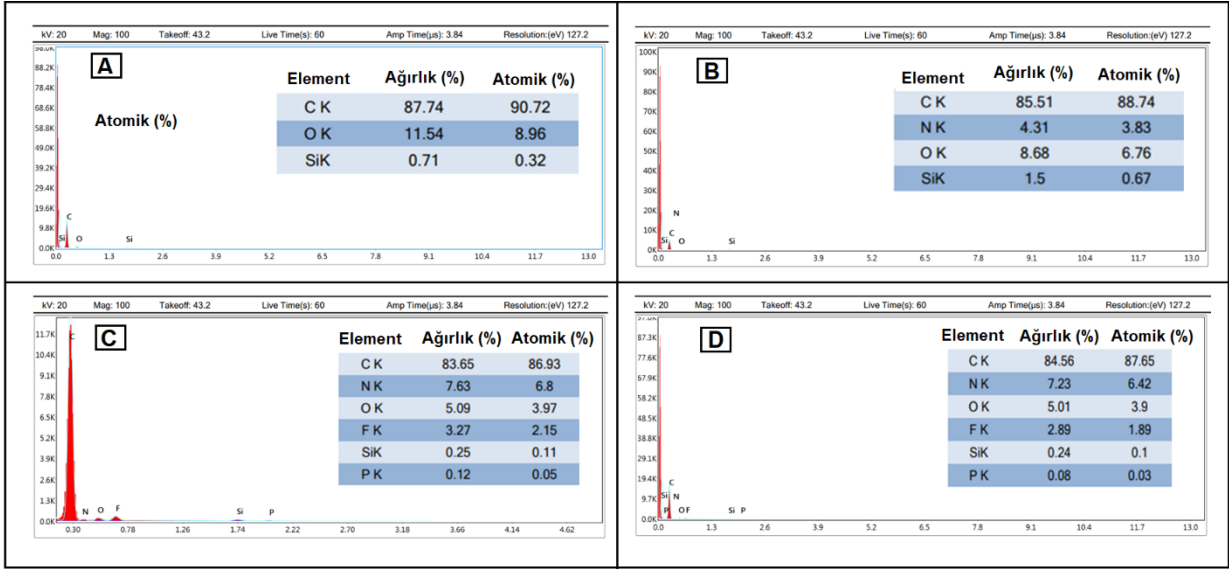 kV: 20 Mag: 100 Takeoff: 43.2 Live Time(s): 60 Amp Time(µs): 3.84 Resolution:(eV) 127.2
A
Atomik (%)
Element Ağırlık (%) Atomik (%)
C K 87.74 90.72
O K 11.54 8.96
SiK 0.71 0.32
88.2K
78.4K
68.6K
58.8K
49.0K
39.2K
29.4K
19.6K
9.8K
0.0K
C
Si O Si
0.0 1.3 2.6 3.9 5.2 6.5 7.8 9.1 10.4 11.7 13.0
kV: 20 Mag: 100 Takeoff: 43.2 Live Time(s): 60 Amp Time(µs): 3.84 Resolution:(eV) 127.2
B
Element Ağırlık (%) Atomik (%)
C K 85.51 88.74
N K 4.31 3.83
O K 8.68 6.76
SiK 1.5 0.67
100K
90K
80K
70K
60K
50K
40K
30K
20K
10K
0K
N
C
Si O Si
0.0 1.3 2.6 3.9 5.2 6.5 7.8 9.1 10.4 11.7 13.0
kV: 20 Mag: 100 Takeoff: 43.2 Live Time(s): 60 Amp Time(µs): 3.84 Resolution:(eV) 127.2
C
Element Ağırlık (%) Atomik (%)
C K 83.65 86.93
N K 7.63 6.8
O K 5.09 3.97
F K 3.27 2.15
SiK 0.25 0.11
P K 0.12 0.05
11.7K
10.4K
9.1K
7.8K
6.5K
5.2K
3.9K
2.6K
1.3K
0.0K
C
N O F Si P
0.30 0.78 1.26 1.74 2.22 2.70 3.18 3.66 4.14 4.62
kV: 20 Mag: 100 Takeoff: 43.2 Live Time(s): 60 Amp Time(µs): 3.84 Resolution:(eV) 127.2
D
Element Ağırlık (%) Atomik (%)
C K 84.56 87.65
N K 7.23 6.42
O K 5.01 3.9
F K 2.89 1.89
SiK 0.24 0.1
P K 0.08 0.03
87.3K
77.6K
67.9K
58.2K
48.5K
38.8K
29.1K
19.4K
9.7K
0.0K
C
Si N
P O F Si P
0.0 1.3 2.6 3.9 5.2 6.5 7.8 9.1 10.4 11.7 13.0